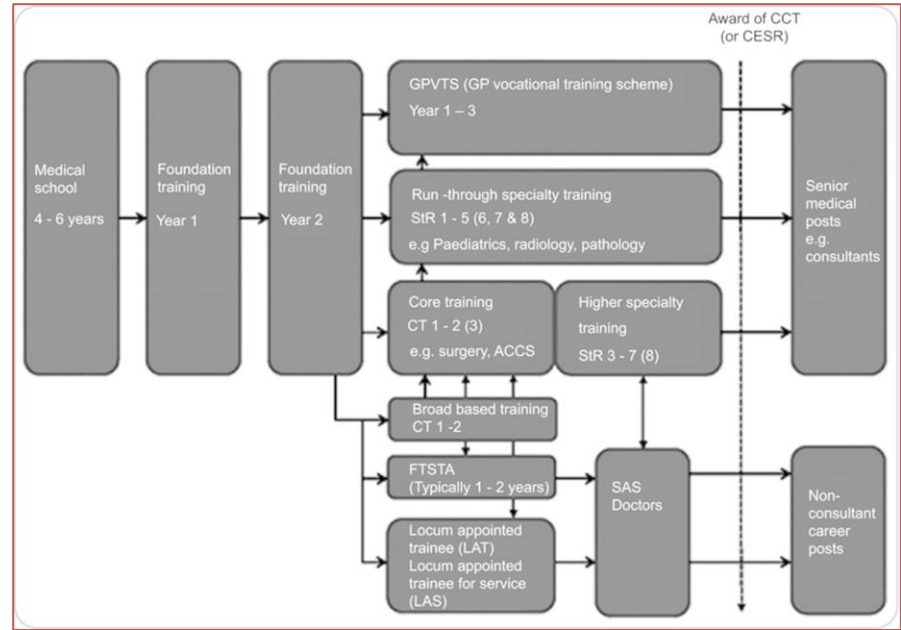 Award of CCT
(or CESR)
Medical
school
4 - 6 years
Foundation
training
Year 1
Foundation
training
Year 2
GPVTS (GP vocational training scheme)
Year 1 – 3
Run -through specialty training
StR 1 - 5 (6, 7 & 8)
e.g Paediatrics, radiology, pathology
Core training
CT 1 - 2 (3)
e.g. surgery, ACCS
Higher specialty
training
StR 3 - 7 (8)
Senior
medical
posts
e.g.
consultants
Broad based training
CT 1 -2
FTSTA
(Typically 1 - 2 years)
Locum appointed
trainee (LAT)
Locum appointed
trainee for service
(LAS)
SAS
Doctors
Non-
consultant
career
posts